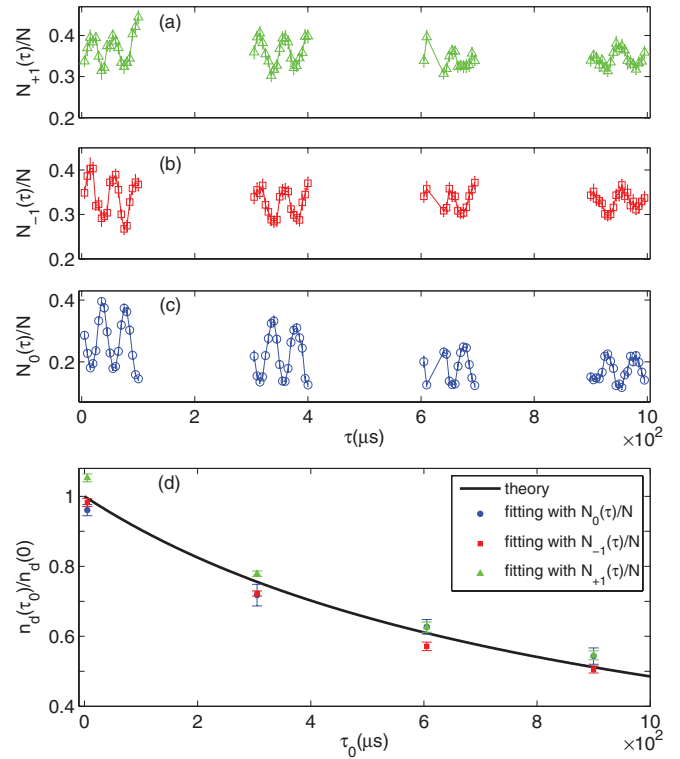 (a)
N+1(τ)/N
0.4
0.3
0.2
(b)
N−1(τ)/N
0.4
0.3
0.2
(c)
N0(τ)/N
0.4
0.2
0 2 4 6 8 10
τ(μs)
×10²
(d)
nd(τ0)/nd(0)
1
0.8
0.6
0.4
theory
fitting with N0(τ)/N
fitting with N−1(τ)/N
fitting with N+1(τ)/N
0 2 4 6 8 10
τ0(μs)
×10²